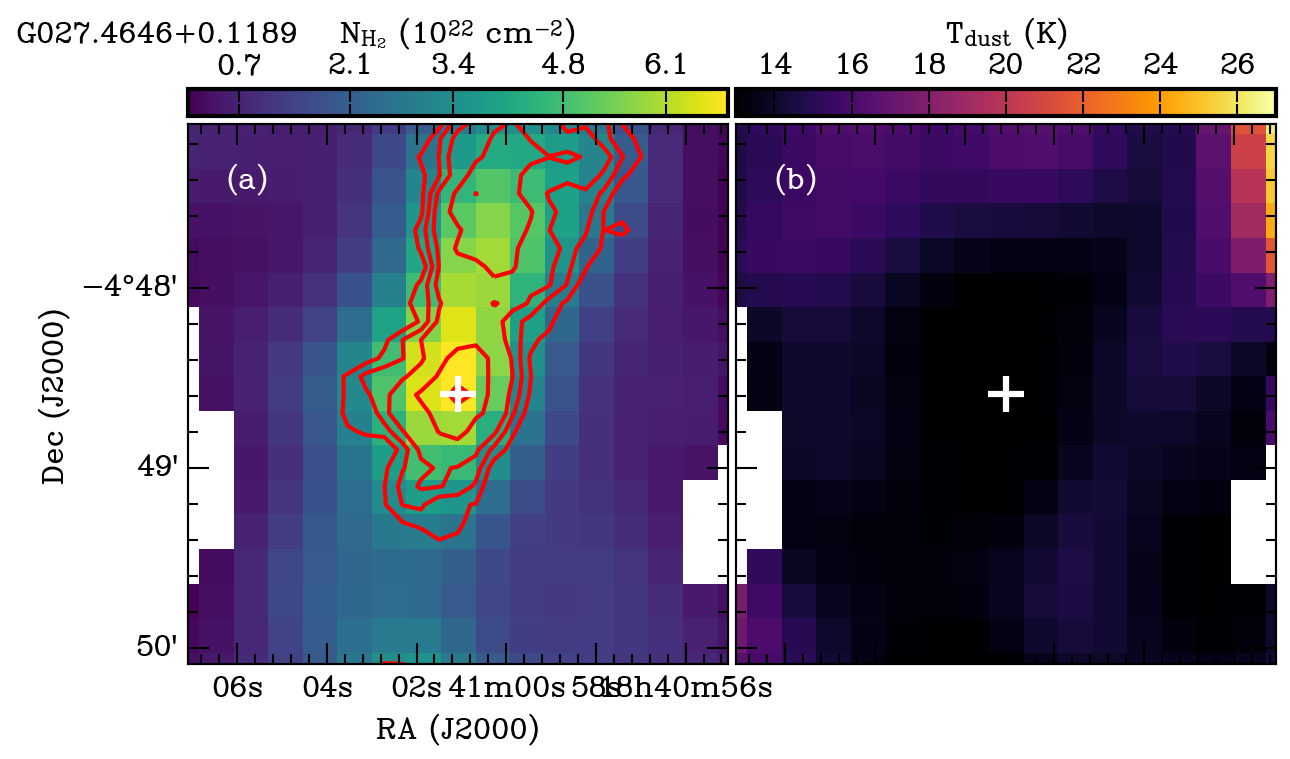 G027.4646+0.1189 N_H₂ (10²² cm⁻²) T_dust (K)
0.7 2.1 3.4 4.8 6.1 14 16 18 20 22 24 26
(a) (b)
−4°48'
49'
50'
Dec (J2000)
06s 04s 02s 41m00s 58s 18h40m56s
RA (J2000)